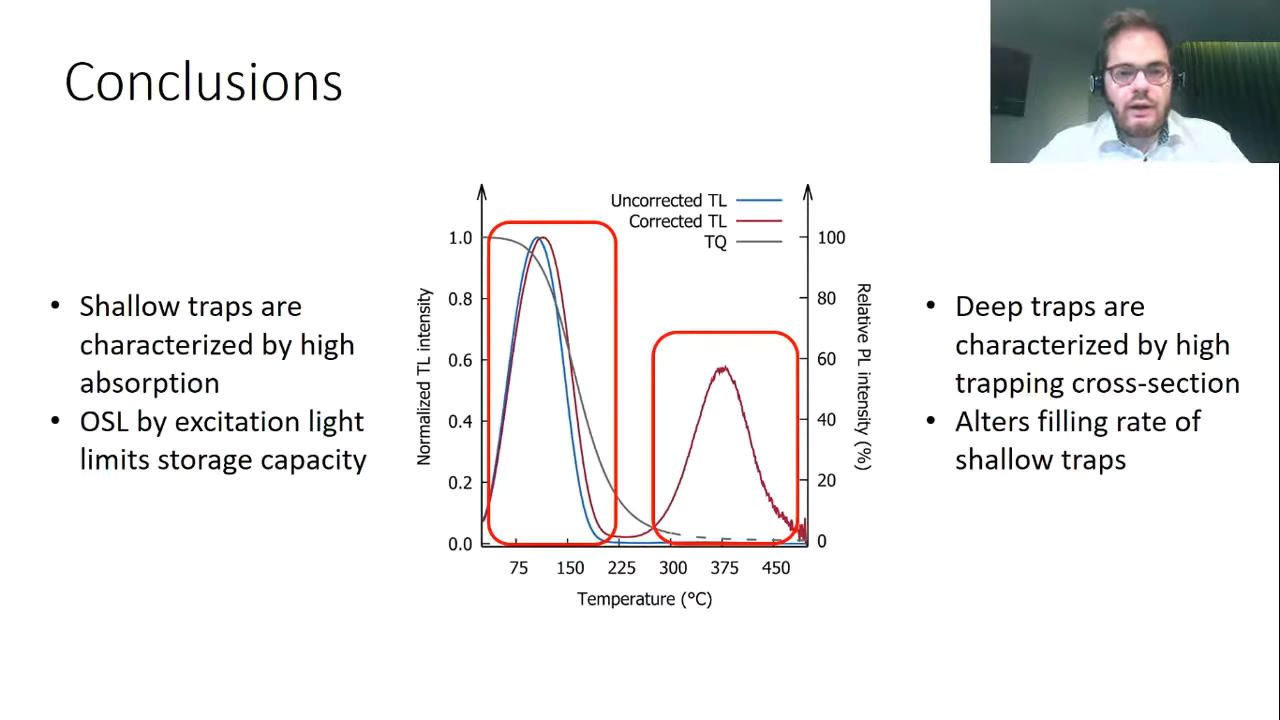 Conclusions
• Shallow traps are
characterized by high
absorption
• OSL by excitation light
limits storage capacity
Uncorrected TL
Corrected TL
TQ
Normalized TL intensity
1.0
0.8
0.6
0.4
0.2
0.0
100
80
60
40
20
0
Relative PL intensity (%)
75 150 225 300 375 450
Temperature (°C)
• Deep traps are
characterized by high
trapping cross-section
• Alters filling rate of
shallow traps